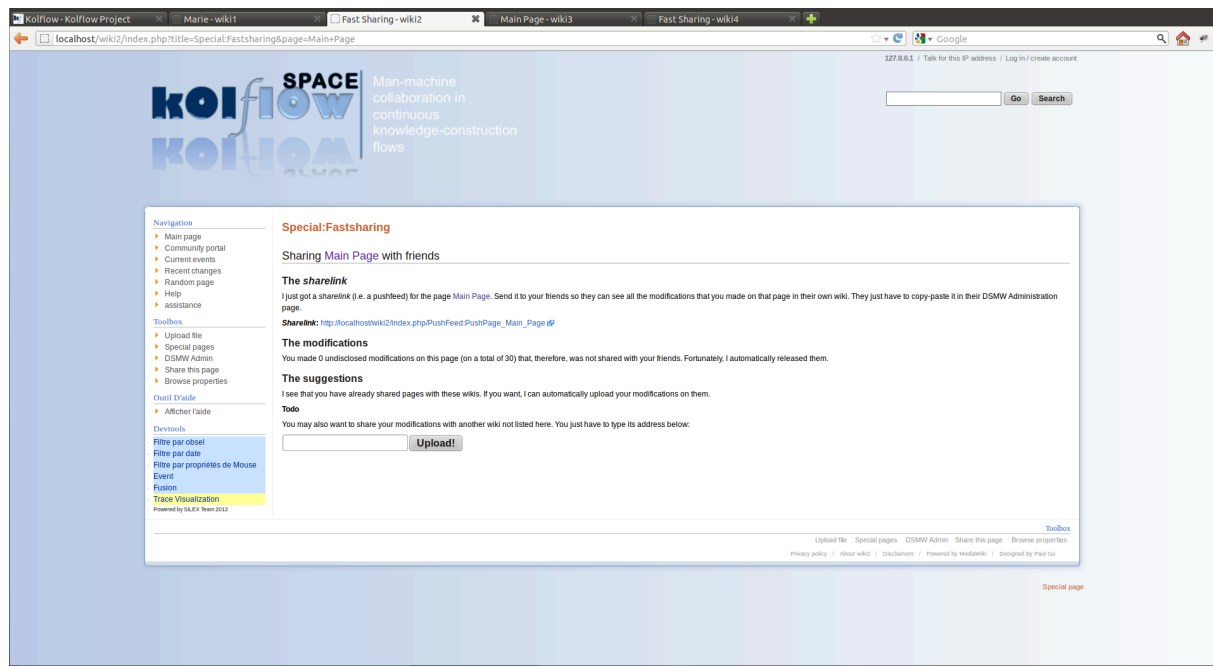 Kolflow - Kolflow Project
Marie - wiki1
Fast Sharing - wiki2
Main Page - wiki3
Fast Sharing - wiki4
localhost/wiki2/index.php?title=Special:Fastsharing&page=Main+Page
Google
127.0.0.1 / Talk for this IP address / Log in / create account
kolflow SPACE
Man-machine
collaboration in
continuous
knowledge-construction
flows
Go Search
Navigation
Main page
Community portal
Current events
Recent changes
Random page
Help
assistance
Toolbox
Upload file
Special pages
DSMW Admin
Share this page
Browse properties
Outil D'aide
Afficher l'aide
Devtools
Filtre par obsel
Filtre par date
Filtre par propriétés de Mouse
Event
Fusion
Trace Visualization
Powered by SILEX Team 2012
Special:Fastsharing
Sharing Main Page with friends
The sharelink
I just got a sharelink (i.e. a pushfeed) for the page Main Page. Send it to your friends so they can see all the modifications that you made on that page in their own wiki. They just have to copy-paste it in their DSMW Administration
page.
Sharelink: http://localhost/wiki2/index.php/PushFeed:PushPage_Main_Page
The modifications
You made 0 undisclosed modifications on this page (on a total of 30) that, therefore, was not shared with your friends. Fortunately, I automatically released them.
The suggestions
I see that you have already shared pages with these wikis. If you want, I can automatically upload your modifications on them.
Todo
You may also want to share your modifications with another wiki not listed here. You just have to type its address below:
Upload!
Toolbox
Upload file Special pages DSMW Admin Share this page Browse properties
Privacy policy / About wiki2 / Disclaimers / Powered by MediaWiki / Designed by Paul Gu
Special page